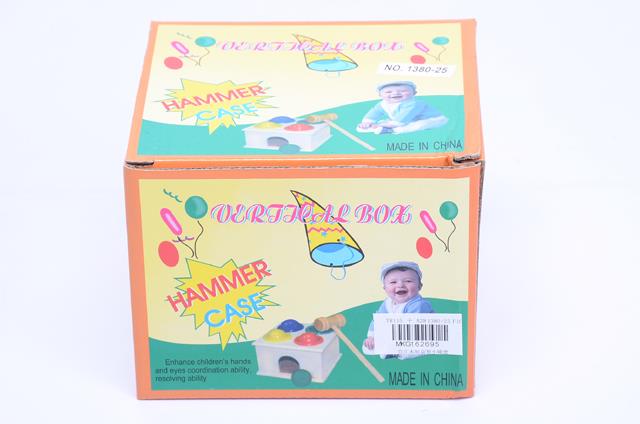 VERTICAL BOX
NO. 1380-25
HAMMER
CASE
MADE IN CHINA
VERTICAL BOX
HAMMER
CASE
MKG162695
Enhance children's hands
and eyes coordination ability,
resolving ability
MADE IN CHINA